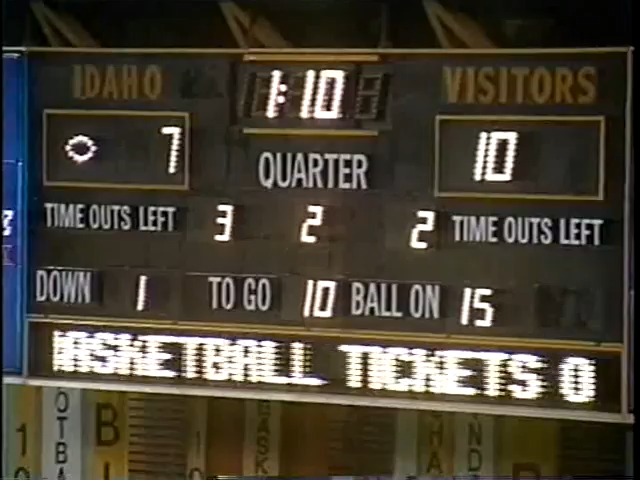 IDAHO 1:10 VISITORS
7 10
QUARTER
TIME OUTS LEFT 3 2 2 TIME OUTS LEFT
DOWN 1 TO GO 10 BALL ON 15
BASKETBALL TICKETS O